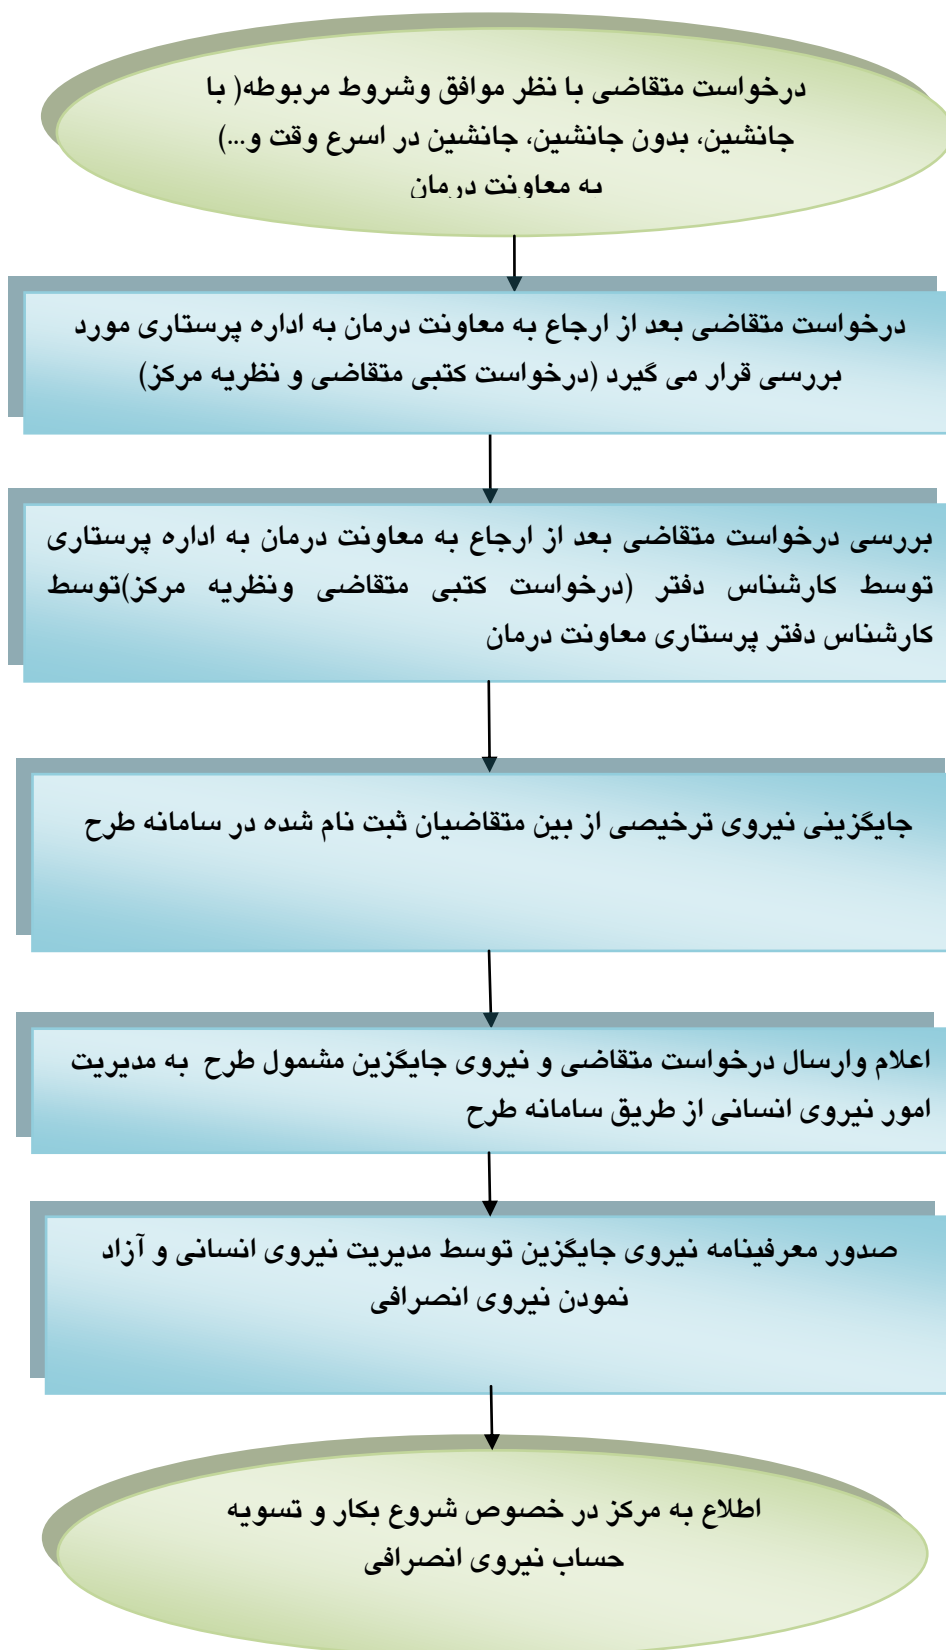 درخواست متقاضی با نظر موافق وشروط مربوطه( با
جانشین، بدون جانشین، جانشین در اسرع وقت و...)
به معاونت درمان
درخواست متقاضی بعد از ارجاع به معاونت درمان به اداره پرستاری مورد
بررسی قرار می گیرد (درخواست کتبی متقاضی و نظریه مرکز)
بررسی درخواست متقاضی بعد از ارجاع به معاونت درمان به اداره پرستاری
توسط کارشناس دفتر (درخواست کتبی متقاضی ونظریه مرکز)توسط
کارشناس دفتر پرستاری معاونت درمان
جایگزینی نیروی ترخیصی از بین متقاضیان ثبت نام شده در سامانه طرح
اعلام وارسال درخواست متقاضی و نیروی جایگزین مشمول طرح به مدیریت
امور نیروی انسانی از طریق سامانه طرح
صدور معرفینامه نیروی جایگزین توسط مدیریت نیروی انسانی و آزاد
نمودن نیروی انصرافی
اطلاع به مرکز در خصوص شروع بکار و تسویه
حساب نیروی انصرافی